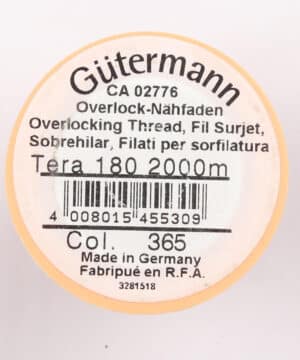 Gütermann
CA 02776
Overlock-Nähfaden
Overlocking Thread, Fil Surjet,
Sobrehilar, Filati per sorfilatura
Tera 180 2000m
4 008015 455309
Col. 365
Made in Germany
Fabriqué en R.F.A.
3281518